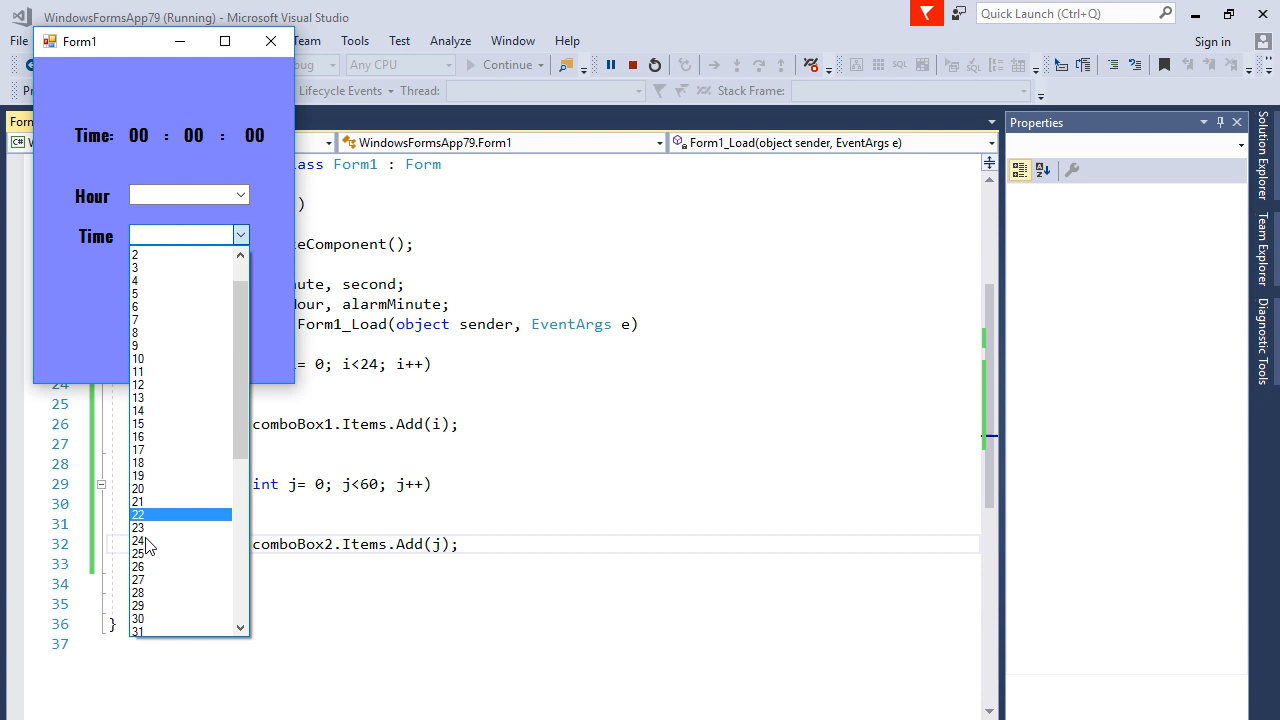 WindowsFormsApp79 (Running) - Microsoft Visual Studio
Quick Launch (Ctrl+Q)
Form1
File
Team
Tools
Test
Analyze
Window
Help
Sign in
Any CPU
Continue
Lifecycle Events
Thread:
Stack Frame:
Time: 00 : 00 : 00
WindowsFormsApp79.Form1
Form1_Load(object sender, EventArgs e)
Properties
Solution Explorer
Team Explorer
Diagnostic Tools
Hour
Time
2
3
4
5
6
7
8
9
10
11
12
13
14
15
16
17
18
19
20
21
22
23
24
25
26
27
28
29
30
31
lass Form1 : Form
)
eComponent();
nute, second;
Hour, alarmMinute;
Form1_Load(object sender, EventArgs e)
= 0; i<24; i++)
24
25
26 comboBox1.Items.Add(i);
27
28
29 int j= 0; j<60; j++)
30
31
32 comboBox2.Items.Add(j);
33
34
35
36 }
37